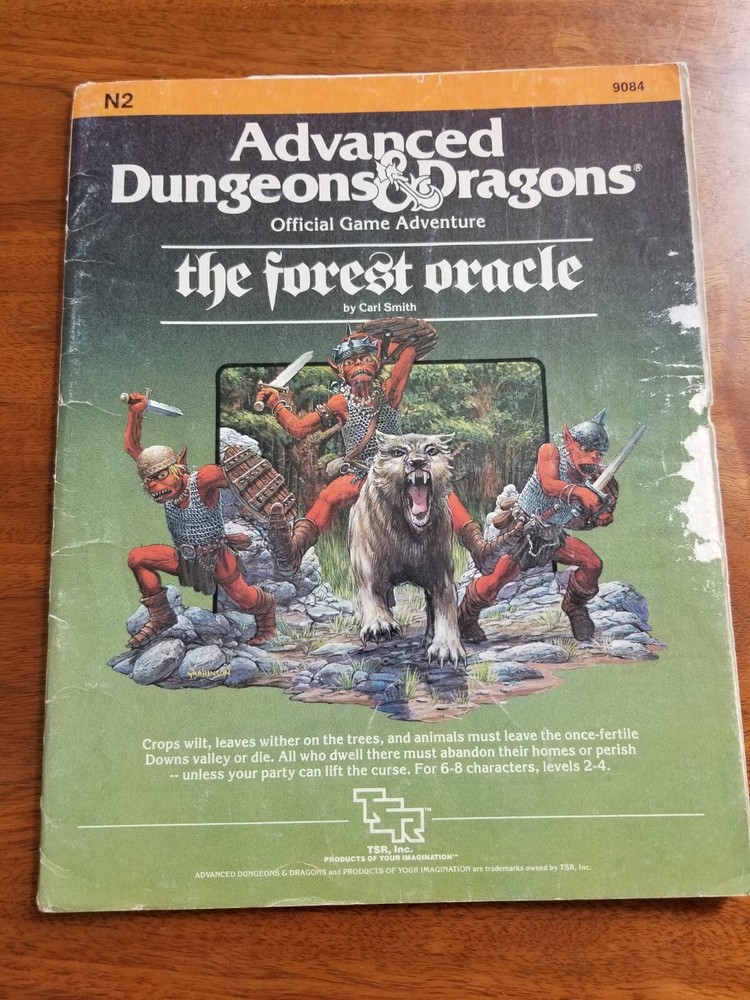 N2
9084
Advanced
Dungeons & Dragons®
Official Game Adventure
the forest oracle
by Carl Smith
PARKINSON
Crops wilt, leaves wither on the trees, and animals must leave the once-fertile
Downs valley or die. All who dwell there must abandon their homes or perish
-- unless your party can lift the curse. For 6-8 characters, levels 2-4.
TSR™
TSR, Inc.
PRODUCTS OF YOUR IMAGINATION™
ADVANCED DUNGEONS & DRAGONS and PRODUCTS OF YOUR IMAGINATION are trademarks owned by TSR, Inc.